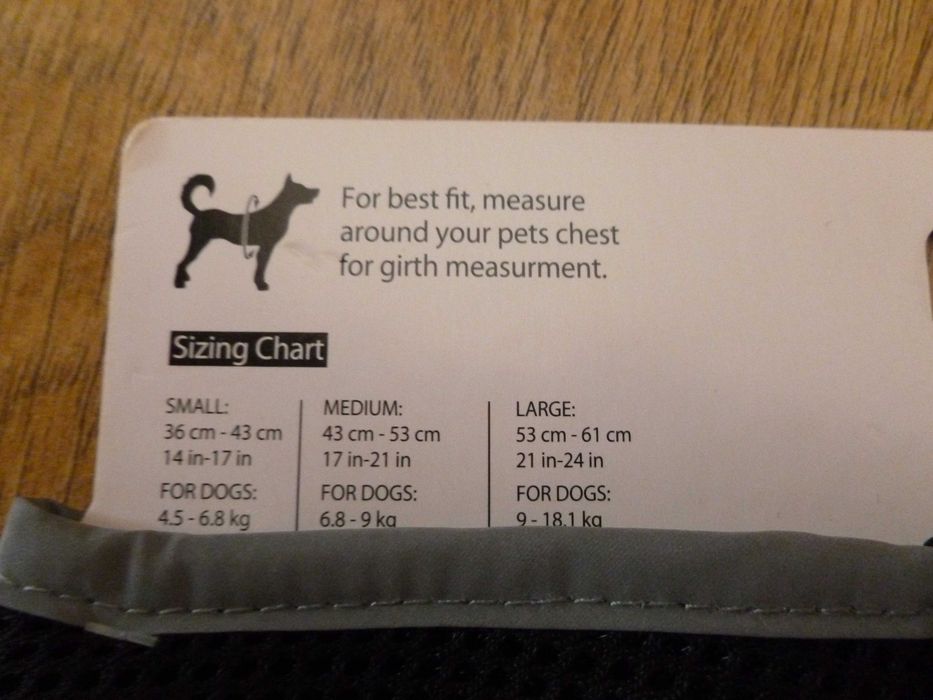 For best fit, measure
around your pets chest
for girth measurment.
Sizing Chart
SMALL:
36 cm - 43 cm
14 in-17 in
FOR DOGS:
4.5 - 6.8 kg
MEDIUM:
43 cm - 53 cm
17 in-21 in
FOR DOGS:
6.8 - 9 kg
LARGE:
53 cm - 61 cm
21 in-24 in
FOR DOGS:
9 - 18.1 kg